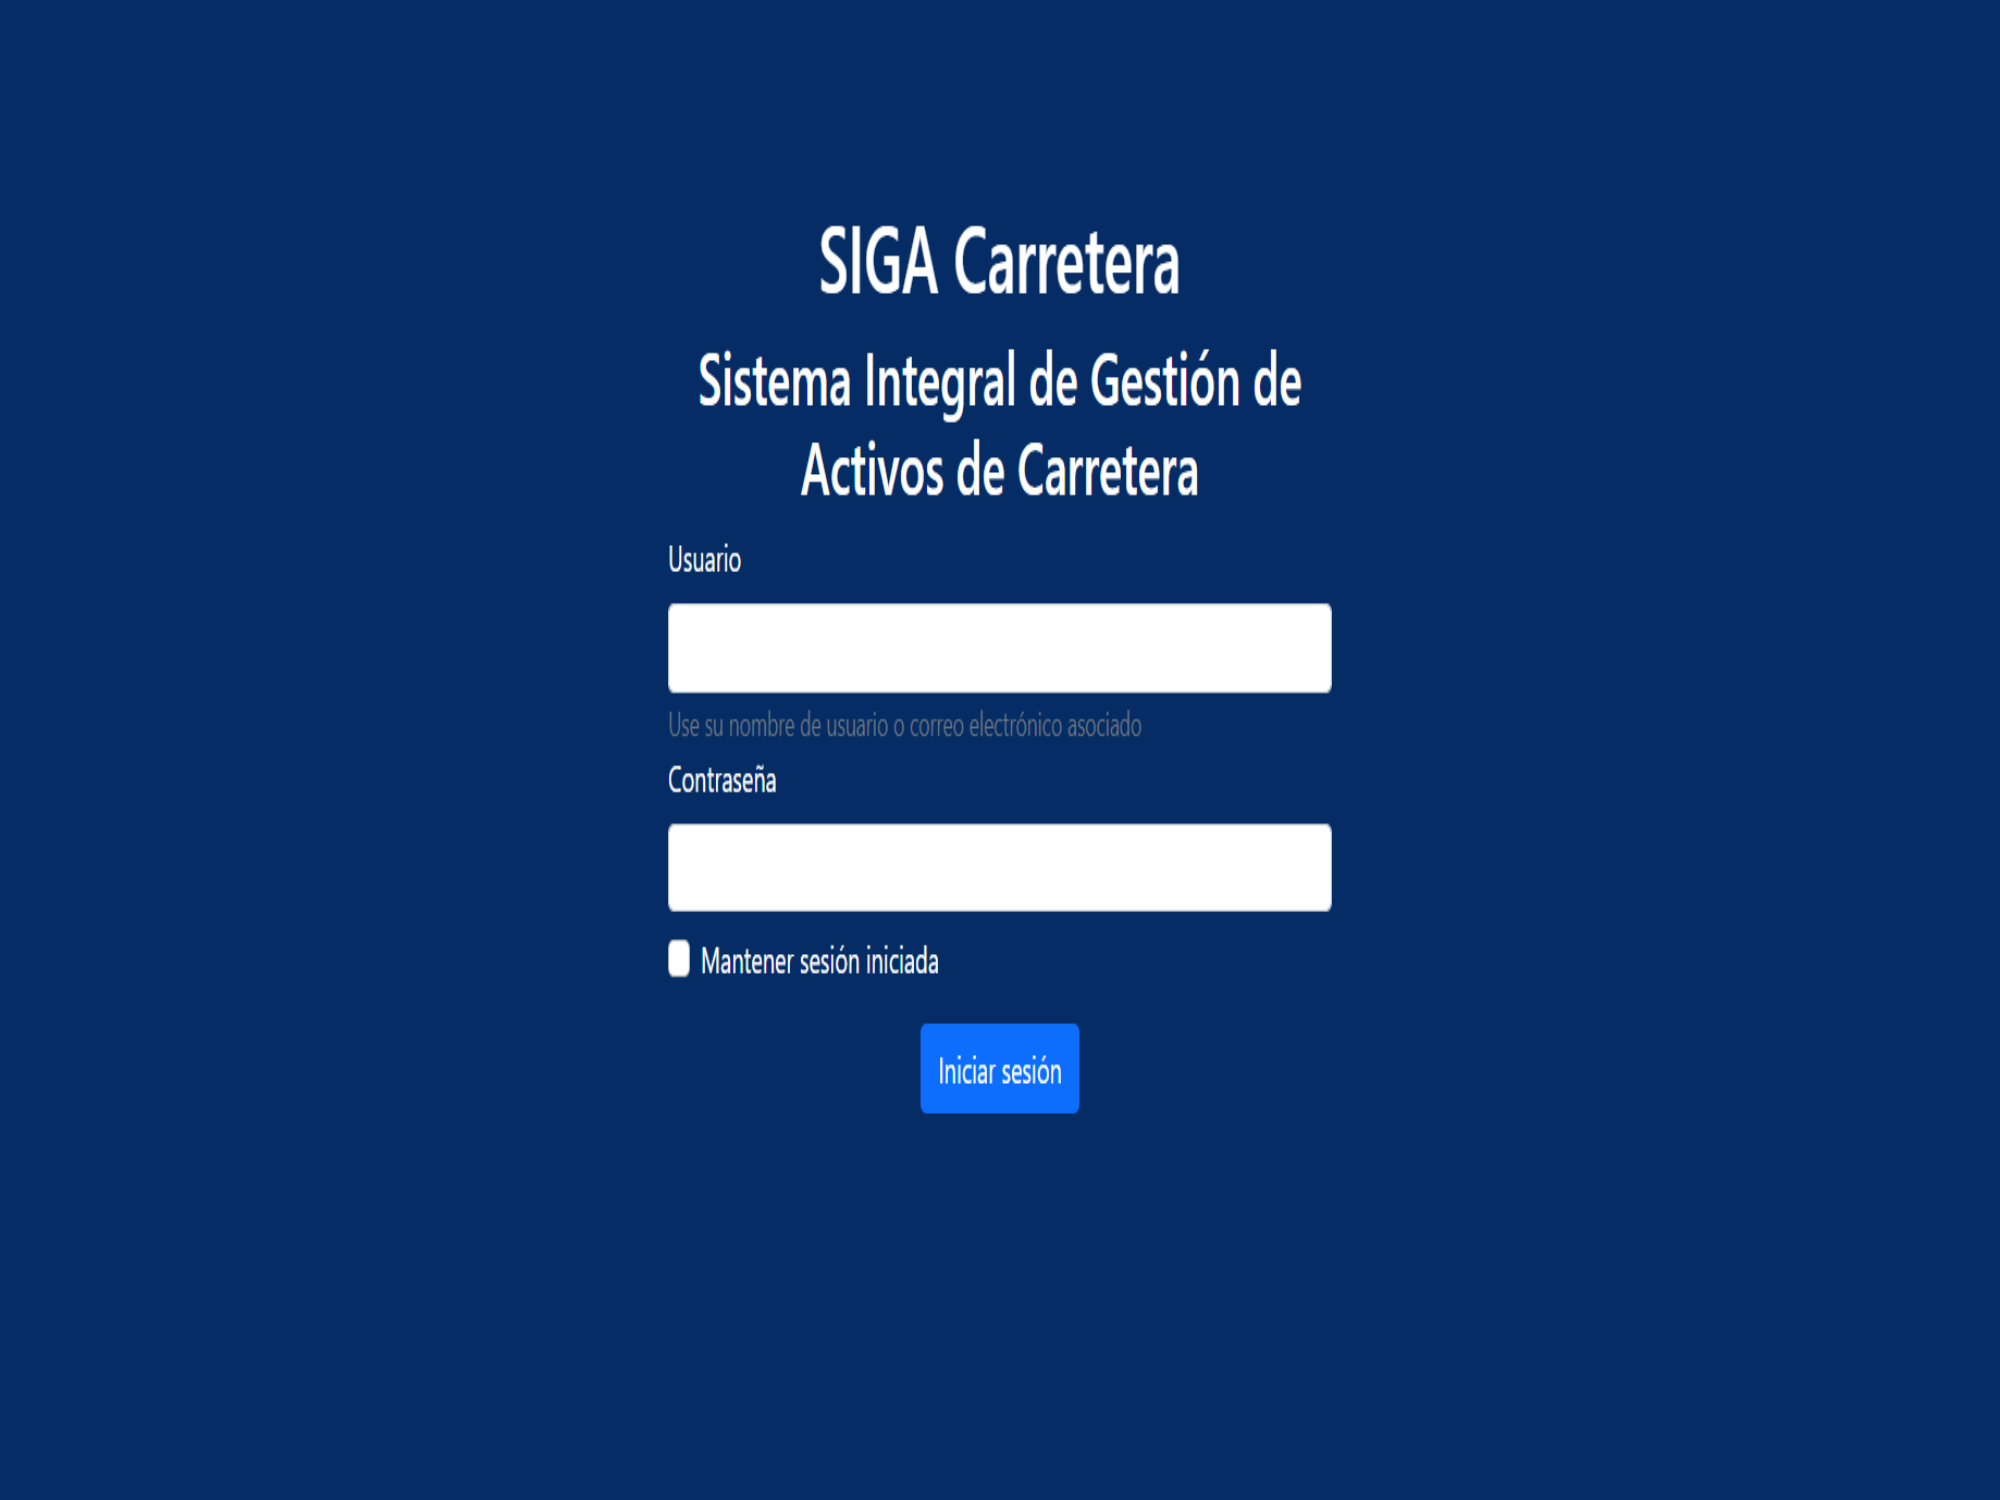 SIGA Carretera
Sistema Integral de Gestión de
Activos de Carretera
Usuario
Use su nombre de usuario o correo electrónico asociado
Contraseña
Mantener sesión iniciada
Iniciar sesión